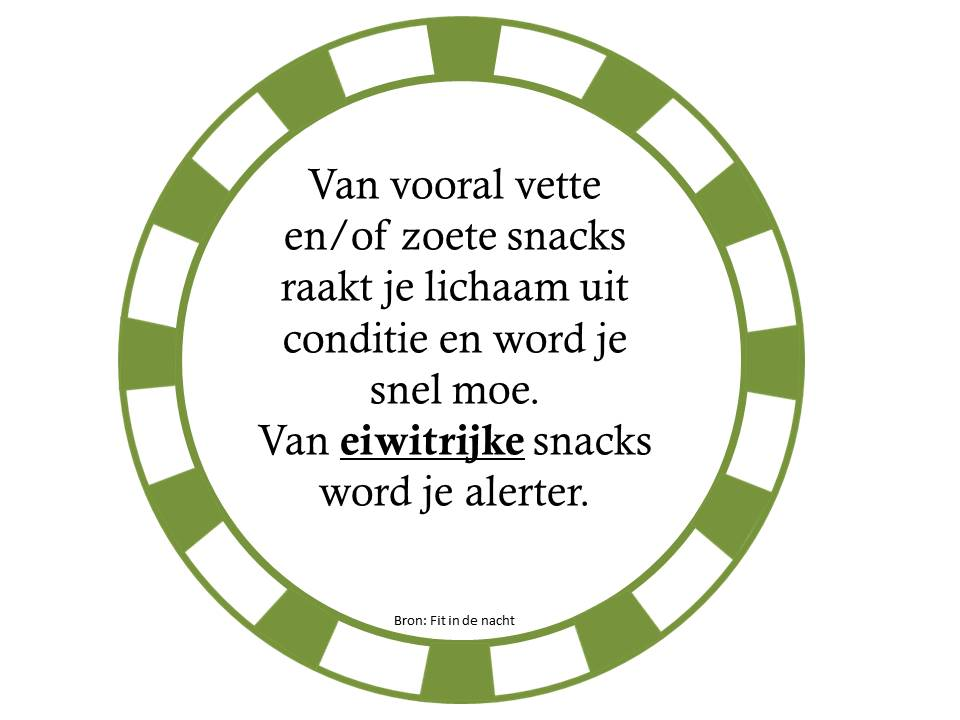 Van vooral vette
en/of zoete snacks
raakt je lichaam uit
conditie en word je
snel moe.
Van eiwitrijke snacks
word je alerter.
Bron: Fit in de nacht